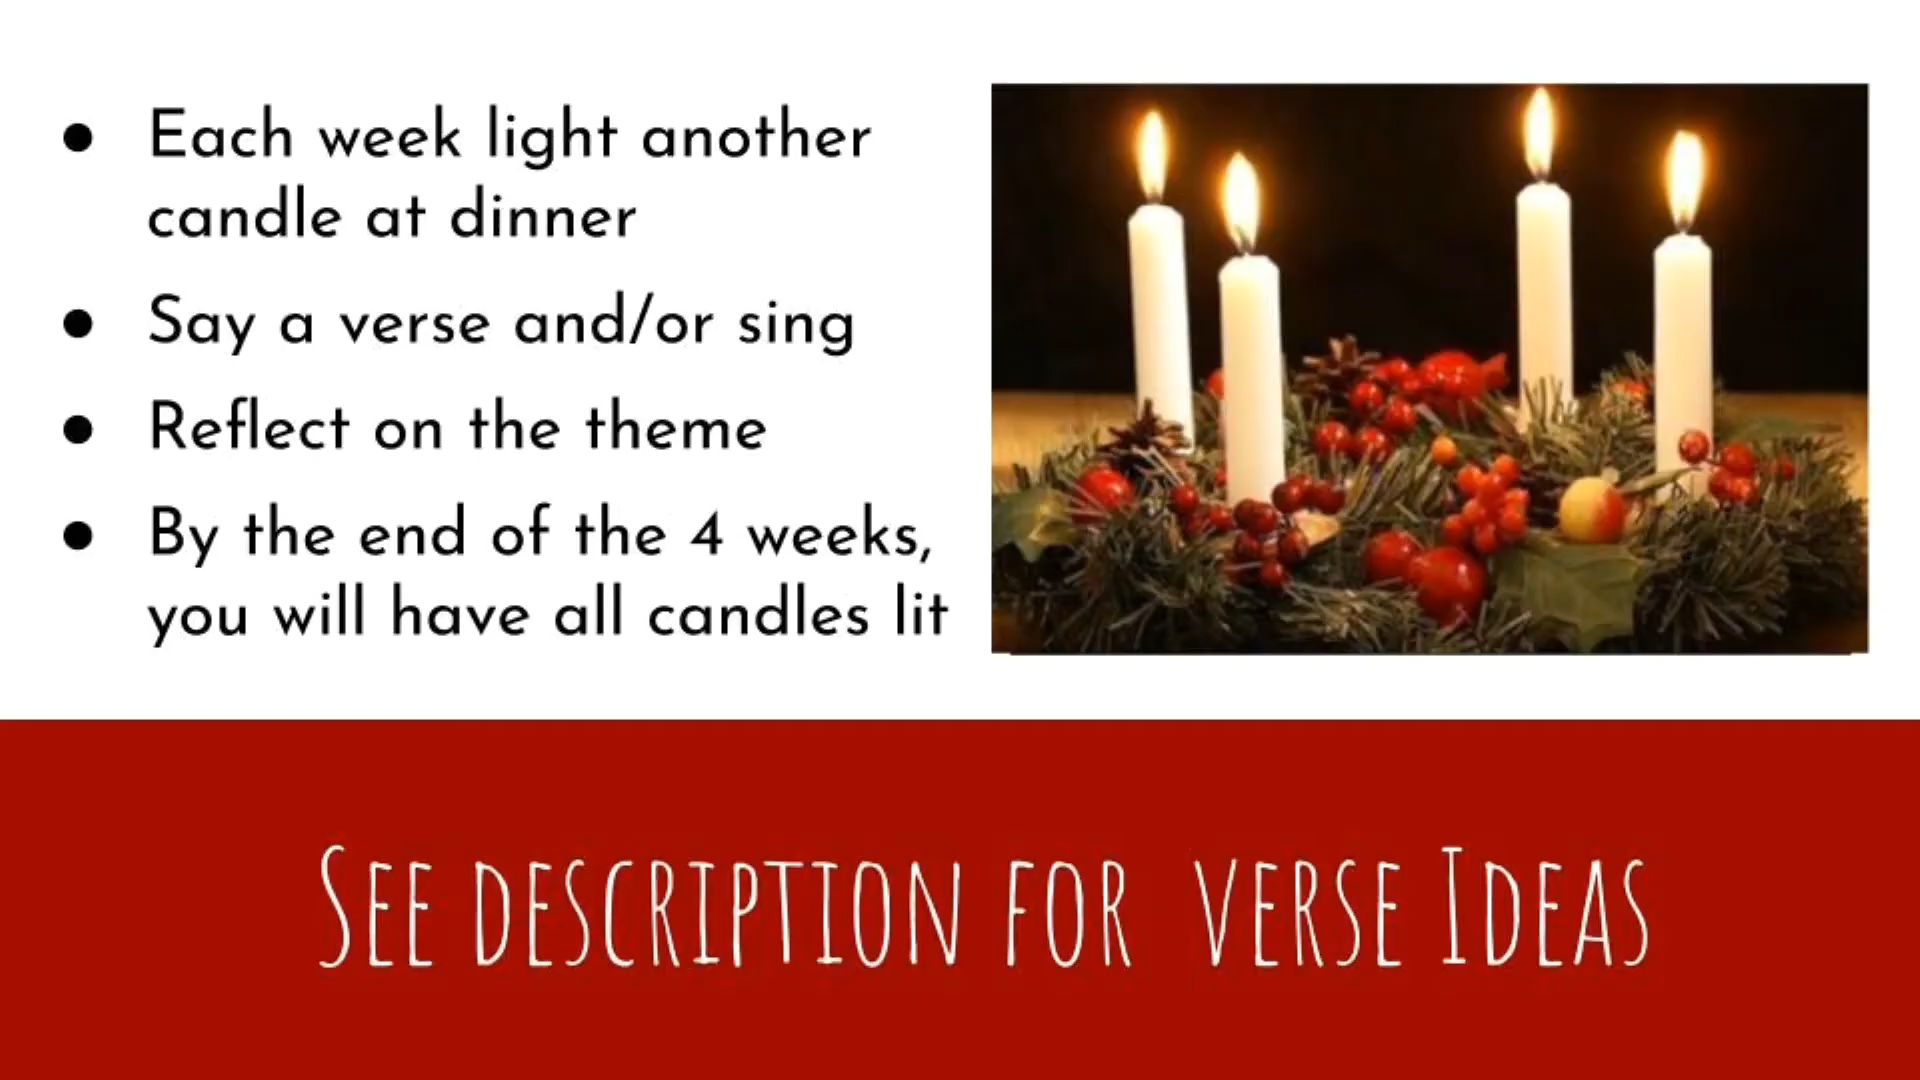 ● Each week light another
candle at dinner
● Say a verse and/or sing
● Reflect on the theme
● By the end of the 4 weeks,
you will have all candles lit
SEE DESCRIPTION FOR VERSE IDEAS